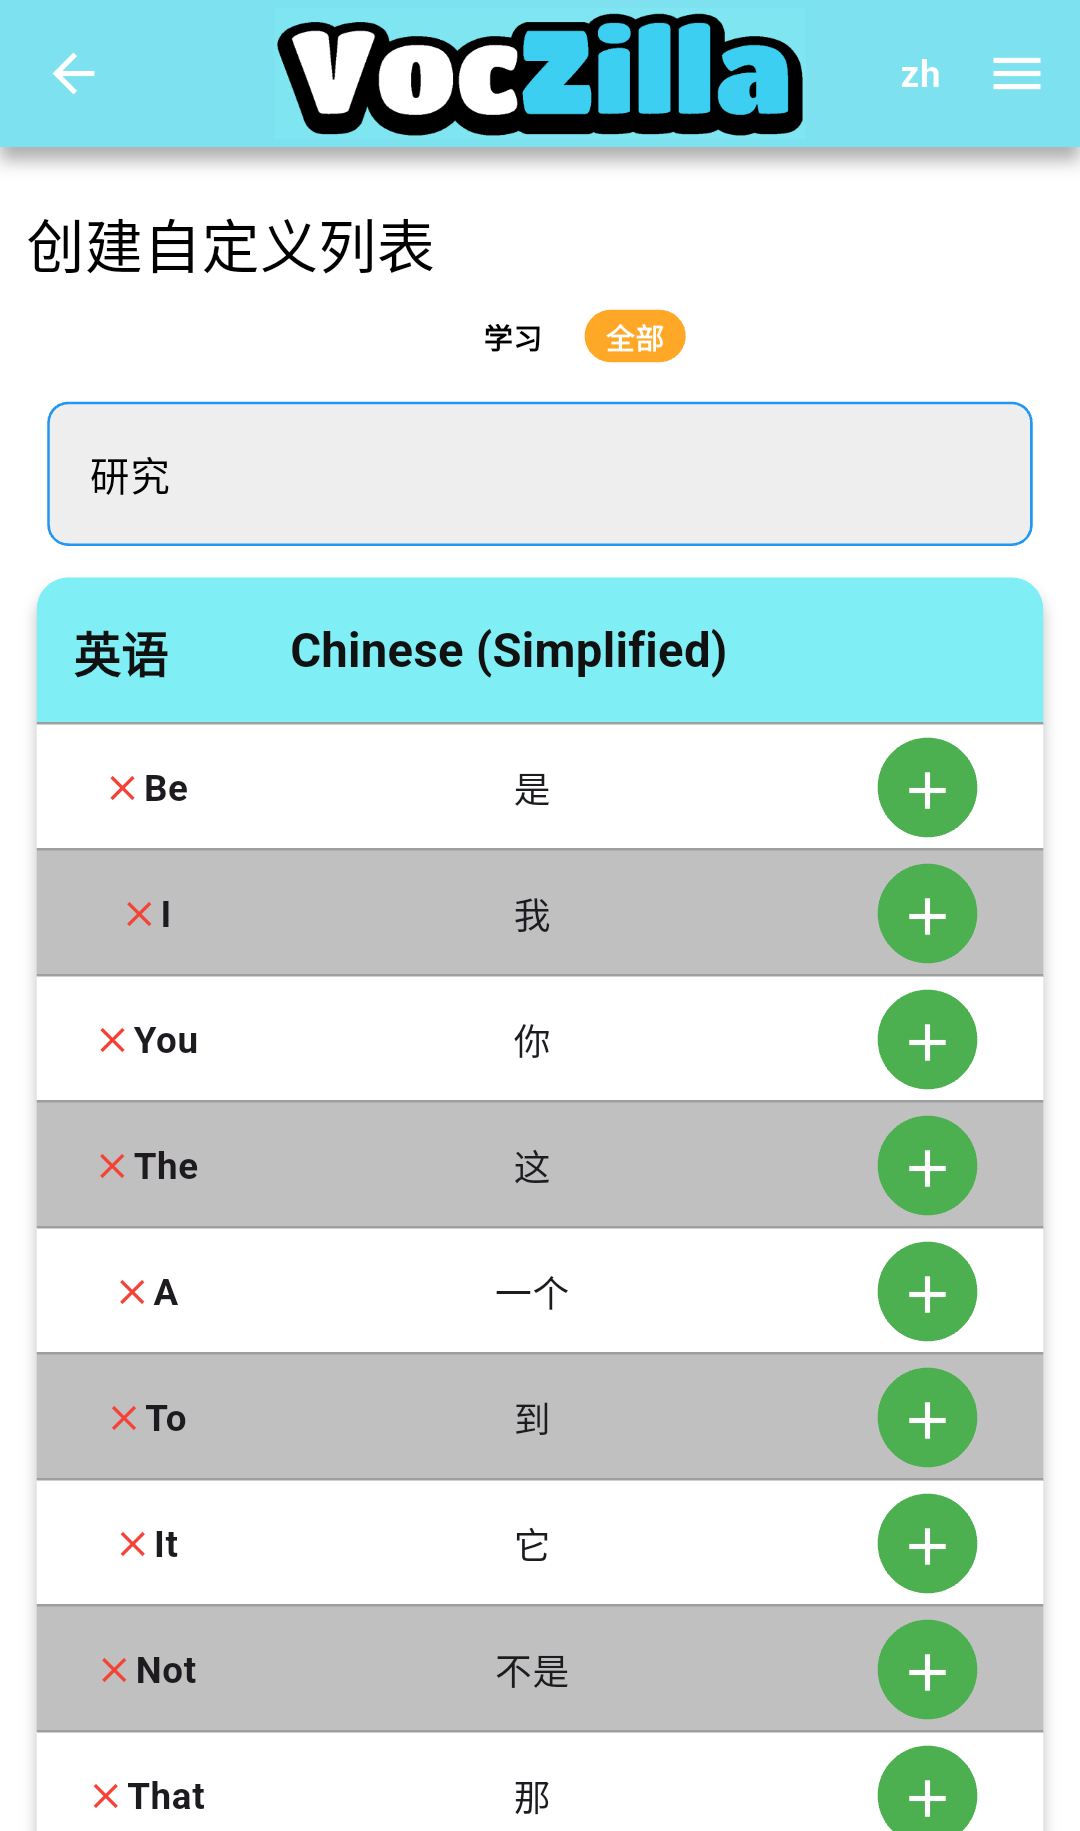 VocZilla
zh
创建自定义列表
学习 全部
研究
英语 Chinese (Simplified)
Be 是
I 我
You 你
The 这
A 一个
To 到
It 它
Not 不是
That 那